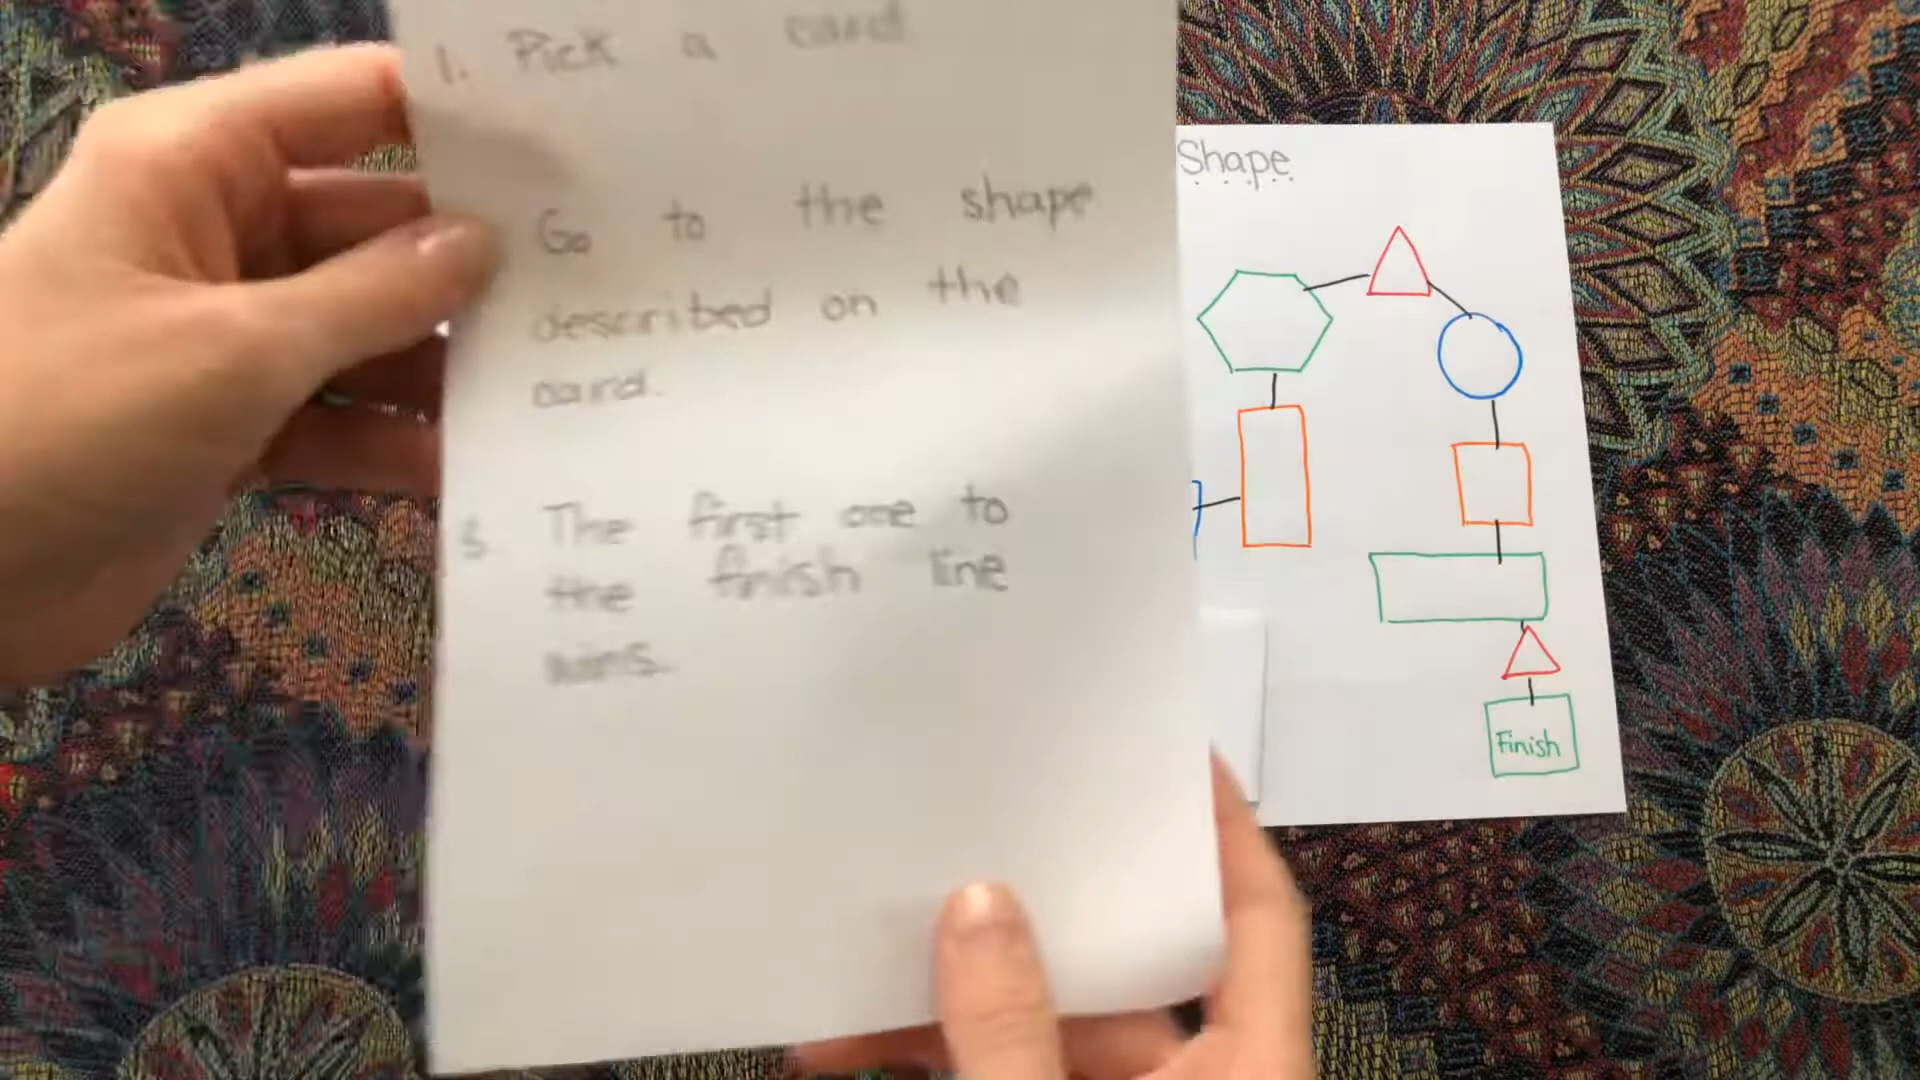 1. Pick a card
Go to the shape
described on the
card.
3. The first one to
the finish line
wins.
Shape
Finish